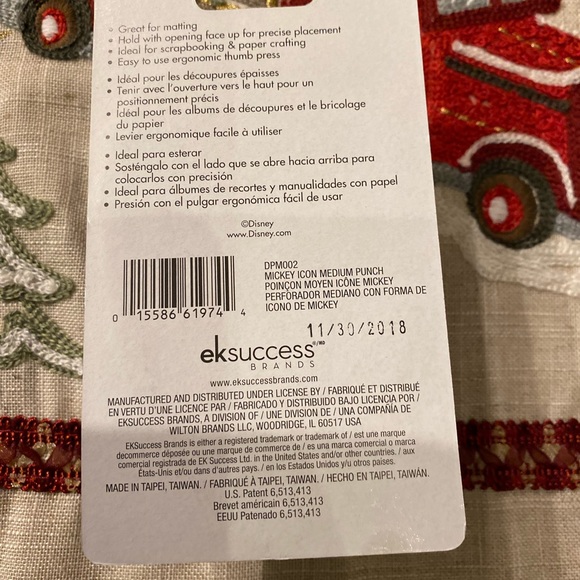 • Great for matting
• Hold with opening face up for precise placement
• Ideal for scrapbooking & paper crafting
• Easy to use ergonomic thumb press
• Idéal pour les découpures épaisses
• Tenir avec l'ouverture vers le haut pour un
positionnement précis
• Idéal pour les albums de découpures et le bricolage
du papier
• Levier ergonomique facile à utiliser
• Ideal para esterar
• Sosténgalo con el lado que se abre hacia arriba para
colocarlos con precisión
• Ideal para álbumes de recortes y manualidades con papel
• Presión con el pulgar ergonómica fácil de usar
©Disney
www.Disney.com
DPM002
MICKEY ICON MEDIUM PUNCH
POINÇON MOYEN ICÔNE MICKEY
PERFORADOR MEDIANO CON FORMA DE
ICONO DE MICKEY
0 15586 61974 4
11/30/2018
eksuccess®/MD
BRANDS
www.eksuccessbrands.com
MANUFACTURED AND DISTRIBUTED UNDER LICENSE BY / FABRIQUÉ ET DISTRIBUÉ
EN VERTU D'UNE LICENCE PAR / FABRICADO Y DISTRIBUIDO BAJO LICENCIA POR /
EKSUCCESS BRANDS, A DIVISION OF / UNE DIVISION DE / UNA COMPAÑÍA DE
WILTON BRANDS LLC, WOODRIDGE, IL 60517 USA
EKSuccess Brands is either a registered trademark or trademark of / est une marque
decommerce déposée ou une marque de commerce de / es una marca comercial o marca
comercial registrada de EK Success Ltd. in the United States and/or other countries. / aux
États-Unis et/ou dans d'autres pays. / en los Estados Unidos y/u otros países.
MADE IN TAIPEI, TAIWAN. / FABRIQUÉ À TAIPEI, TAIWAN. / HECHO EN TAIPEI, TAIWÁN.
U.S. Patent 6,513,413
Brevet américain 6,513,413
EEUU Patenado 6,513,413